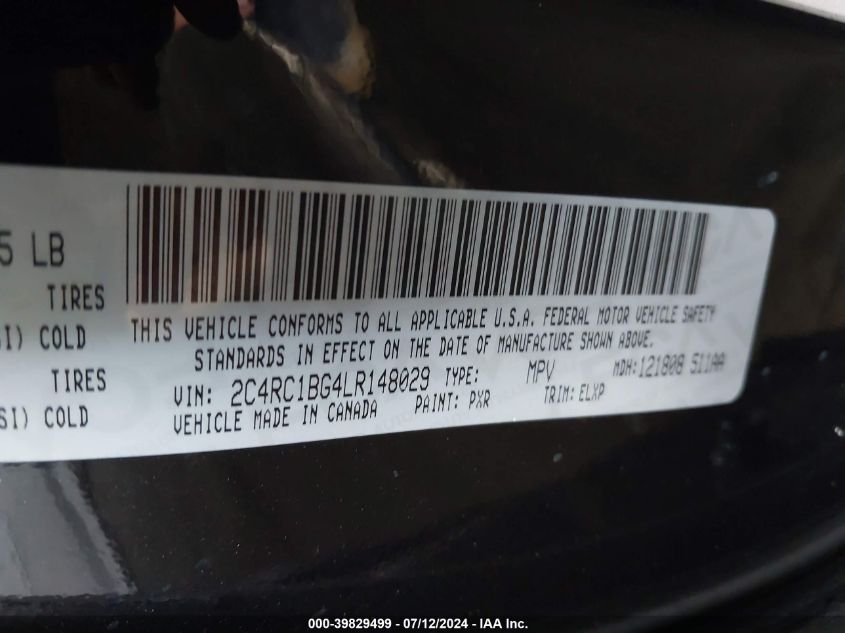 5 LB
TIRES
SI) COLD
TIRES
SI) COLD
THIS VEHICLE CONFORMS TO ALL APPLICABLE U.S.A. FEDERAL MOTOR VEHICLE SAFETY
STANDARDS IN EFFECT ON THE DATE OF MANUFACTURE SHOWN ABOVE.
VIN: 2C4RC1BG4LR148029 TYPE: MPV MDH:121808 511AA
VEHICLE MADE IN CANADA PAINT: PXR TRIM: ELXP
000-39829499 - 07/12/2024 - IAA Inc.